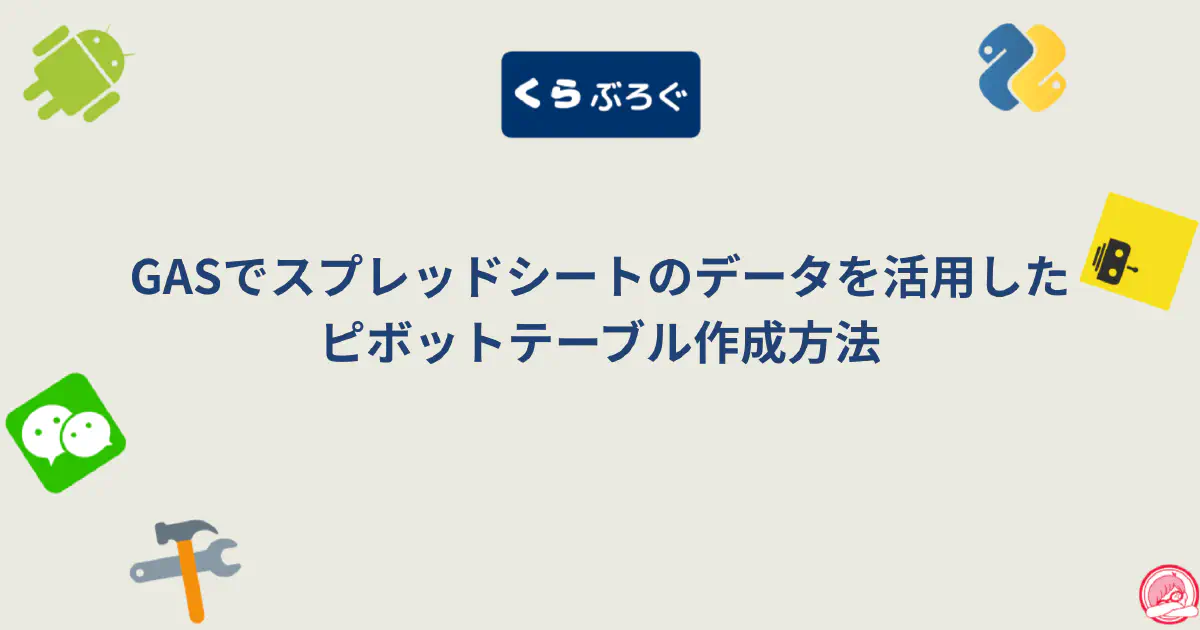 くらぶろぐ
GASでスプレッドシートのデータを活用した
ピボットテーブル作成方法